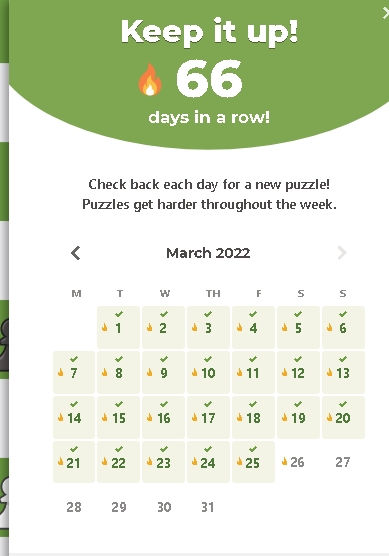 Keep it up!
66
days in a row!
Check back each day for a new puzzle!
Puzzles get harder throughout the week.
March 2022
M T W TH F S S
1 2 3 4 5 6
7 8 9 10 11 12 13
14 15 16 17 18 19 20
21 22 23 24 25 26 27
28 29 30 31